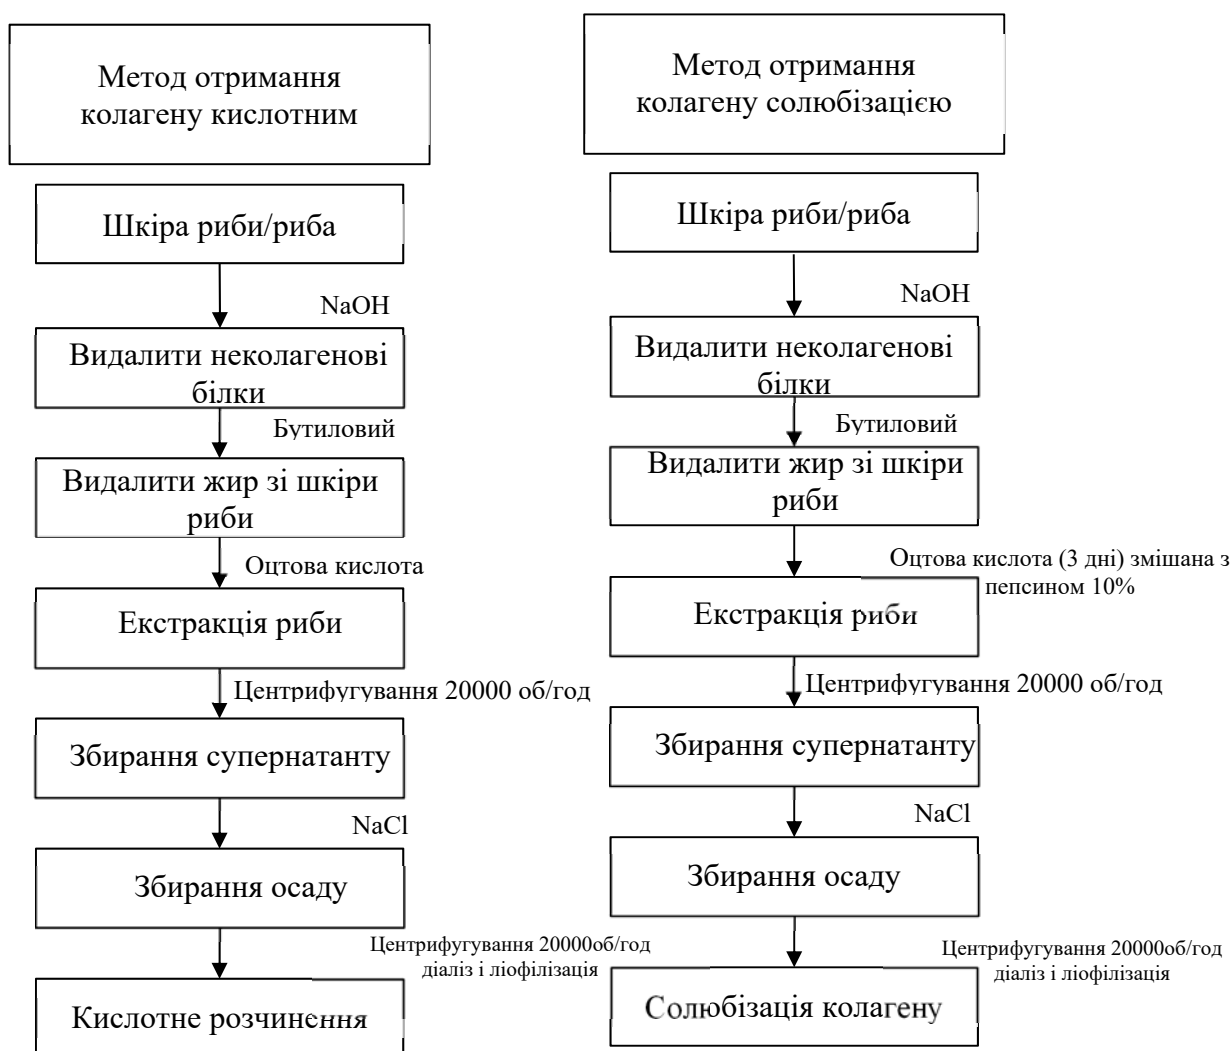 Метод отримання
колагену кислотним
Шкіра риби/риба
NaOH
Видалити неколагенові
білки
Бутиловий
Видалити жир зі шкіри
риби
Оцтова кислота
Екстракція риби
Центрифугування 20000 об/год
Збирання супернатанту
NaCl
Збирання осаду
Центрифугування 20000об/год
діаліз і ліофілізація
Кислотне розчинення
Метод отримання
колагену солюбізацією
Шкіра риби/риба
NaOH
Видалити неколагенові
білки
Бутиловий
Видалити жир зі шкіри
риби
Оцтова кислота (3 дні) змішана з
пепсином 10%
Екстракція риби
Центрифугування 20000 об/год
Збирання супернатанту
NaCl
Збирання осаду
Центрифугування 20000об/год
діаліз і ліофілізація
Солюбізація колагену